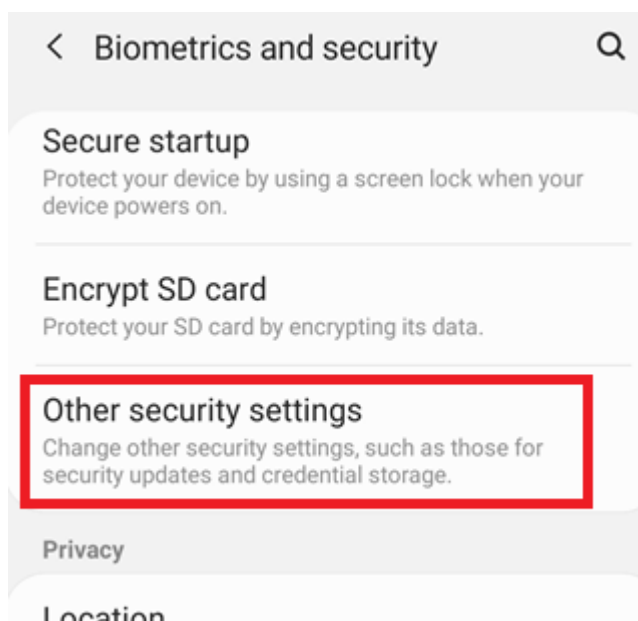 Biometrics and security
Secure startup
Protect your device by using a screen lock when your
device powers on.
Encrypt SD card
Protect your SD card by encrypting its data.
Other security settings
Change other security settings, such as those for
security updates and credential storage.
Privacy
Location